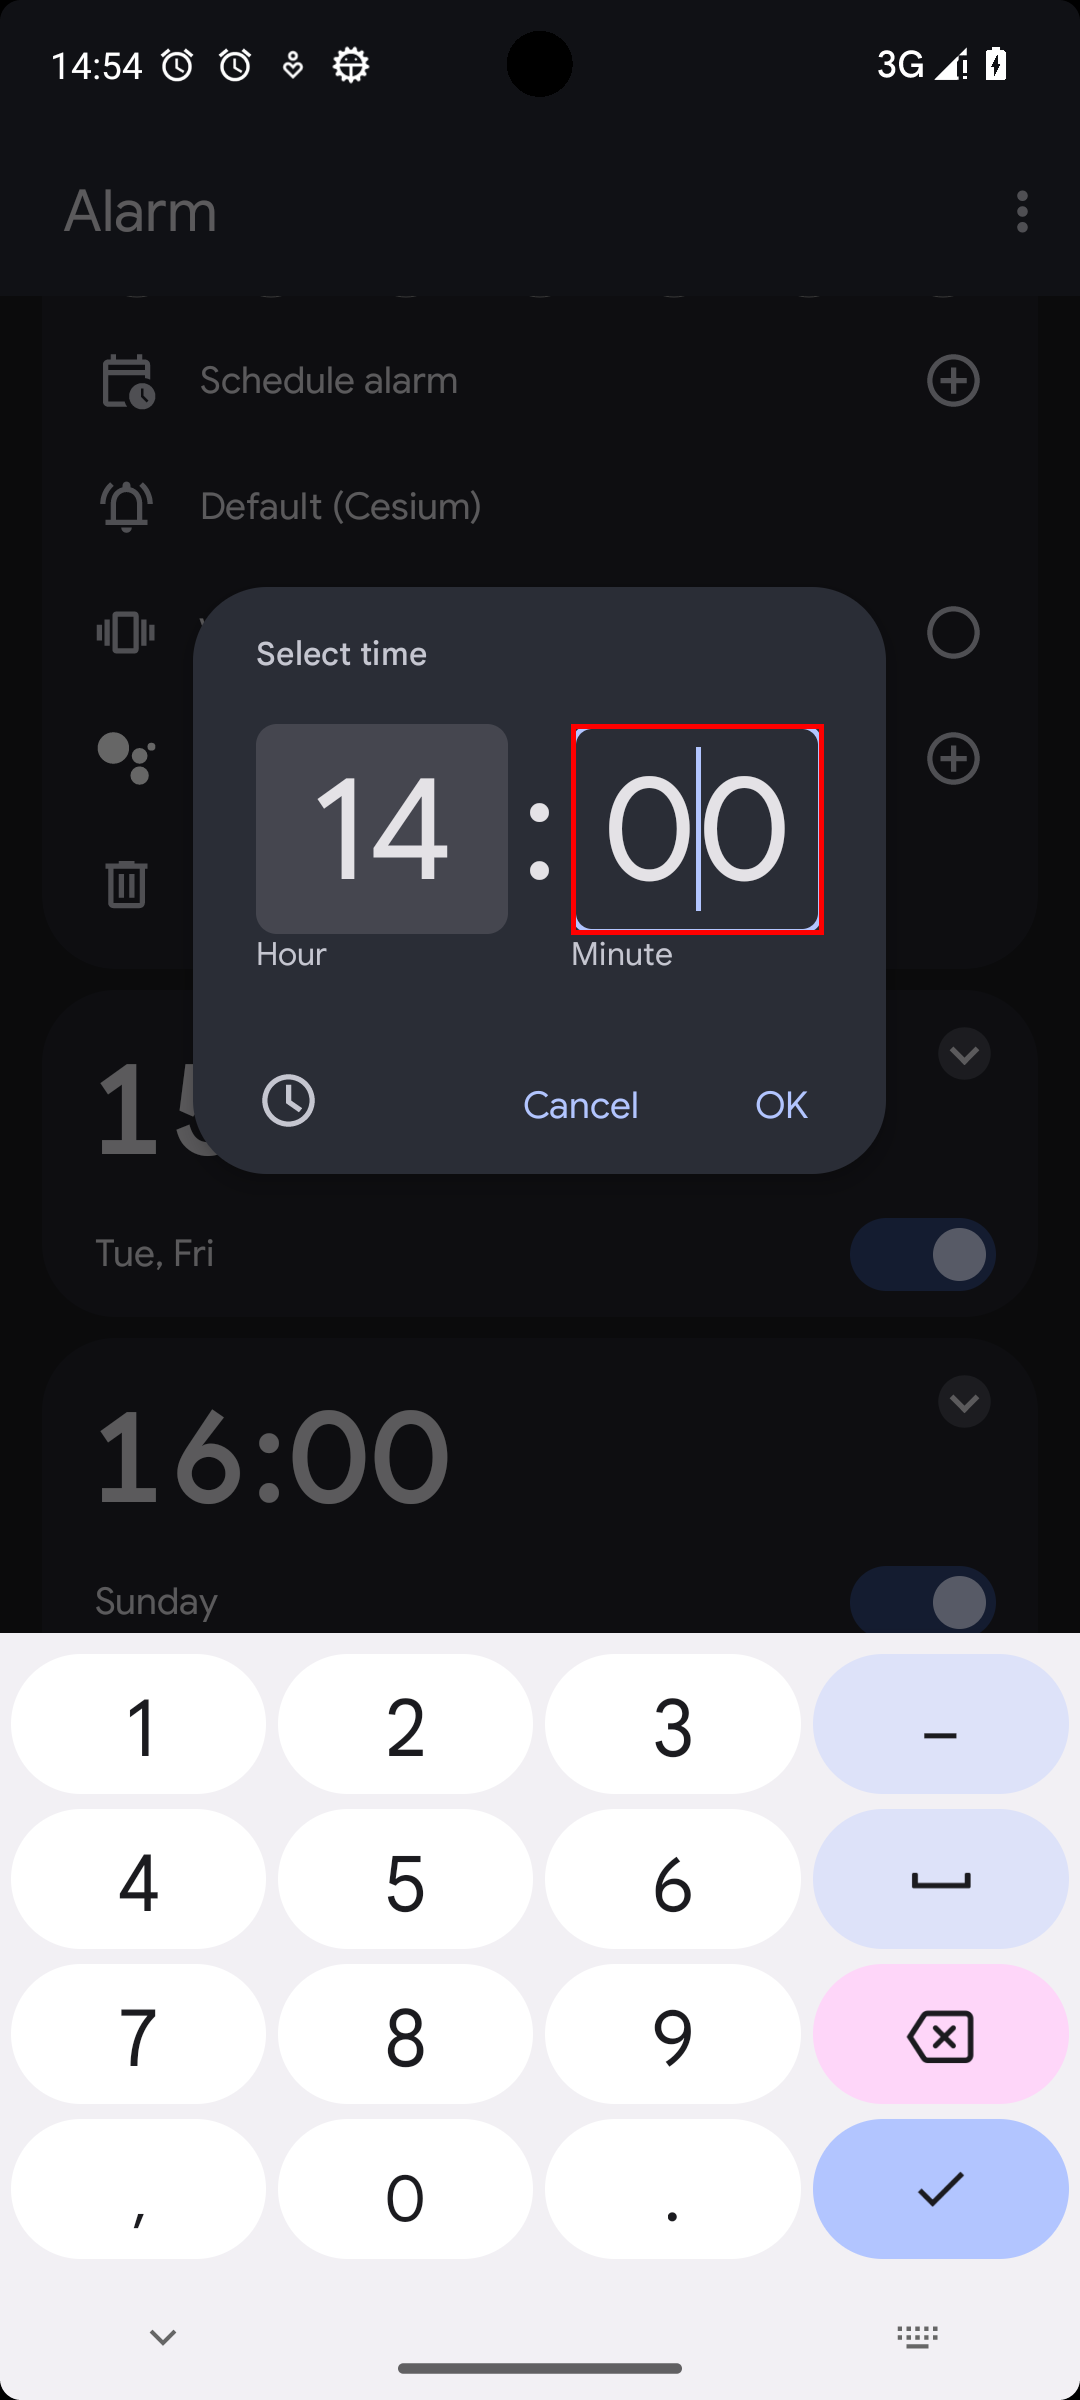 14:54
3G
Alarm
Schedule alarm
Default (Cesium)
Select time
14:00
Hour
Minute
Cancel
OK
Tue, Fri
16:00
Sunday
1 2 3 –
4 5 6
7 8 9
, 0 .